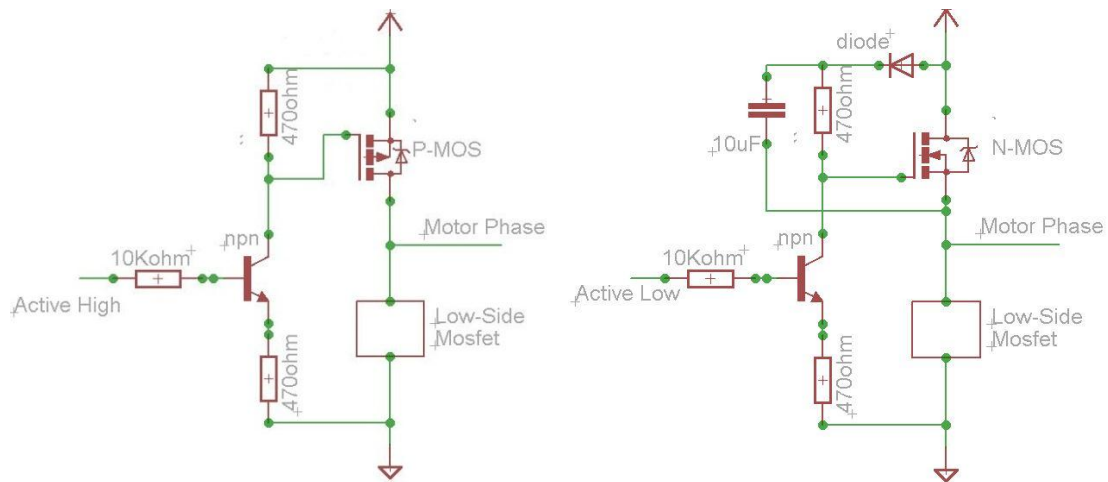 470ohm
P-MOS
Motor Phase
npn
10Kohm
Active High
Low-Side
Mosfet
470ohm
diode
470ohm
10uF
N-MOS
Motor Phase
npn
10Kohm
Active Low
Low-Side
Mosfet
470ohm